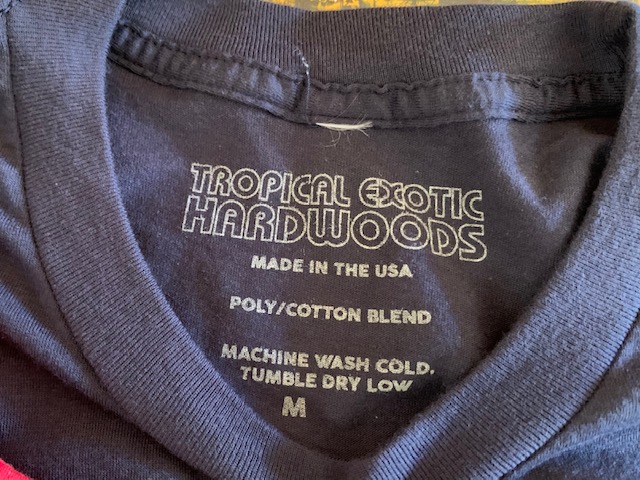 TROPICAL EXOTIC
HARDWOODS
MADE IN THE USA
POLY/COTTON BLEND
MACHINE WASH COLD.
TUMBLE DRY LOW
M